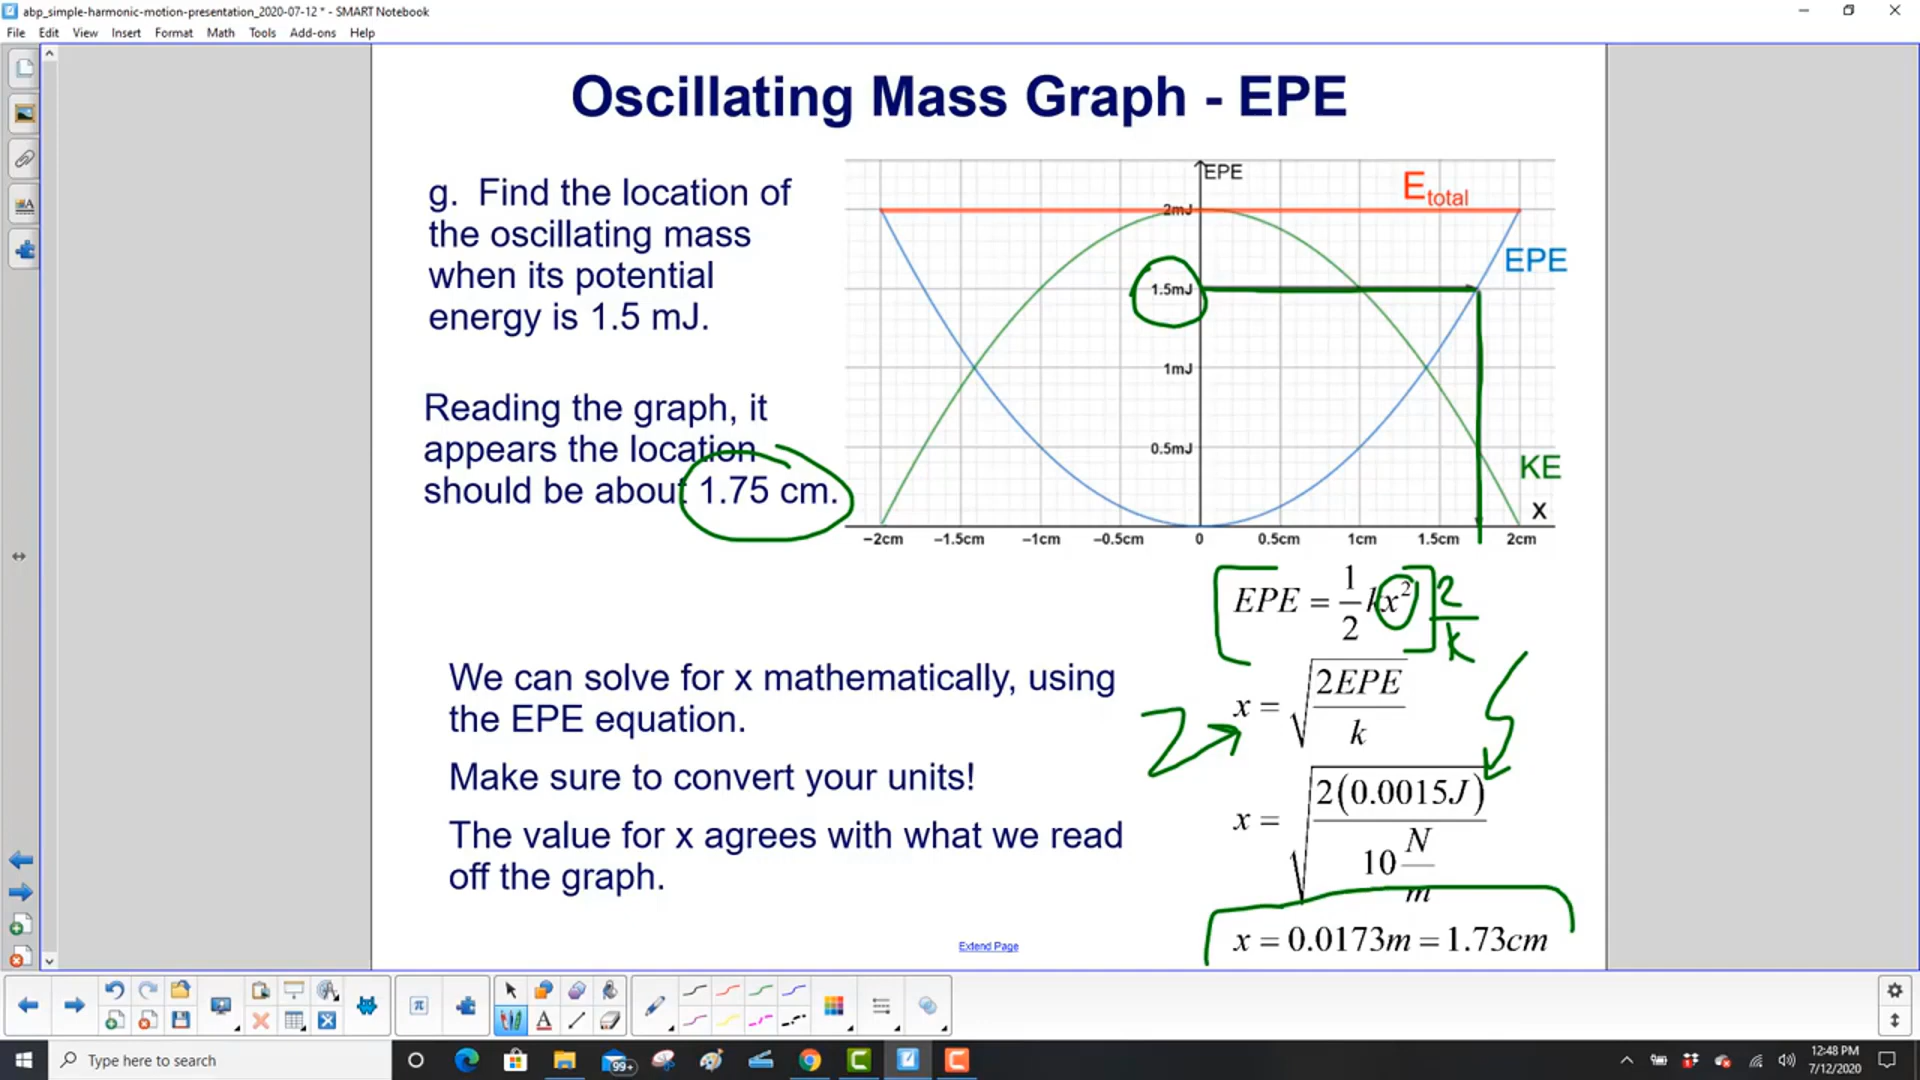 abp_simple-harmonic-motion-presentation_2020-07-12 * - SMART Notebook
File Edit View Insert Format Math Tools Add-ons Help
Oscillating Mass Graph - EPE
g. Find the location of
the oscillating mass
when its potential
energy is 1.5 mJ.
Reading the graph, it
appears the location
should be about 1.75 cm.
EPE
E total
2mJ
EPE
1.5mJ
1mJ
0.5mJ
KE
x
−2cm −1.5cm −1cm −0.5cm 0 0.5cm 1cm 1.5cm 2cm
EPE = 1/2 kx² 2/k
We can solve for x mathematically, using
the EPE equation.
x = √(2EPE/k)
Make sure to convert your units!
x = √(2(0.0015J)/10 N/m)
The value for x agrees with what we read
off the graph.
x = 0.0173m = 1.73cm
Extend Page
π
A
Type here to search
99+
12:48 PM
7/12/2020